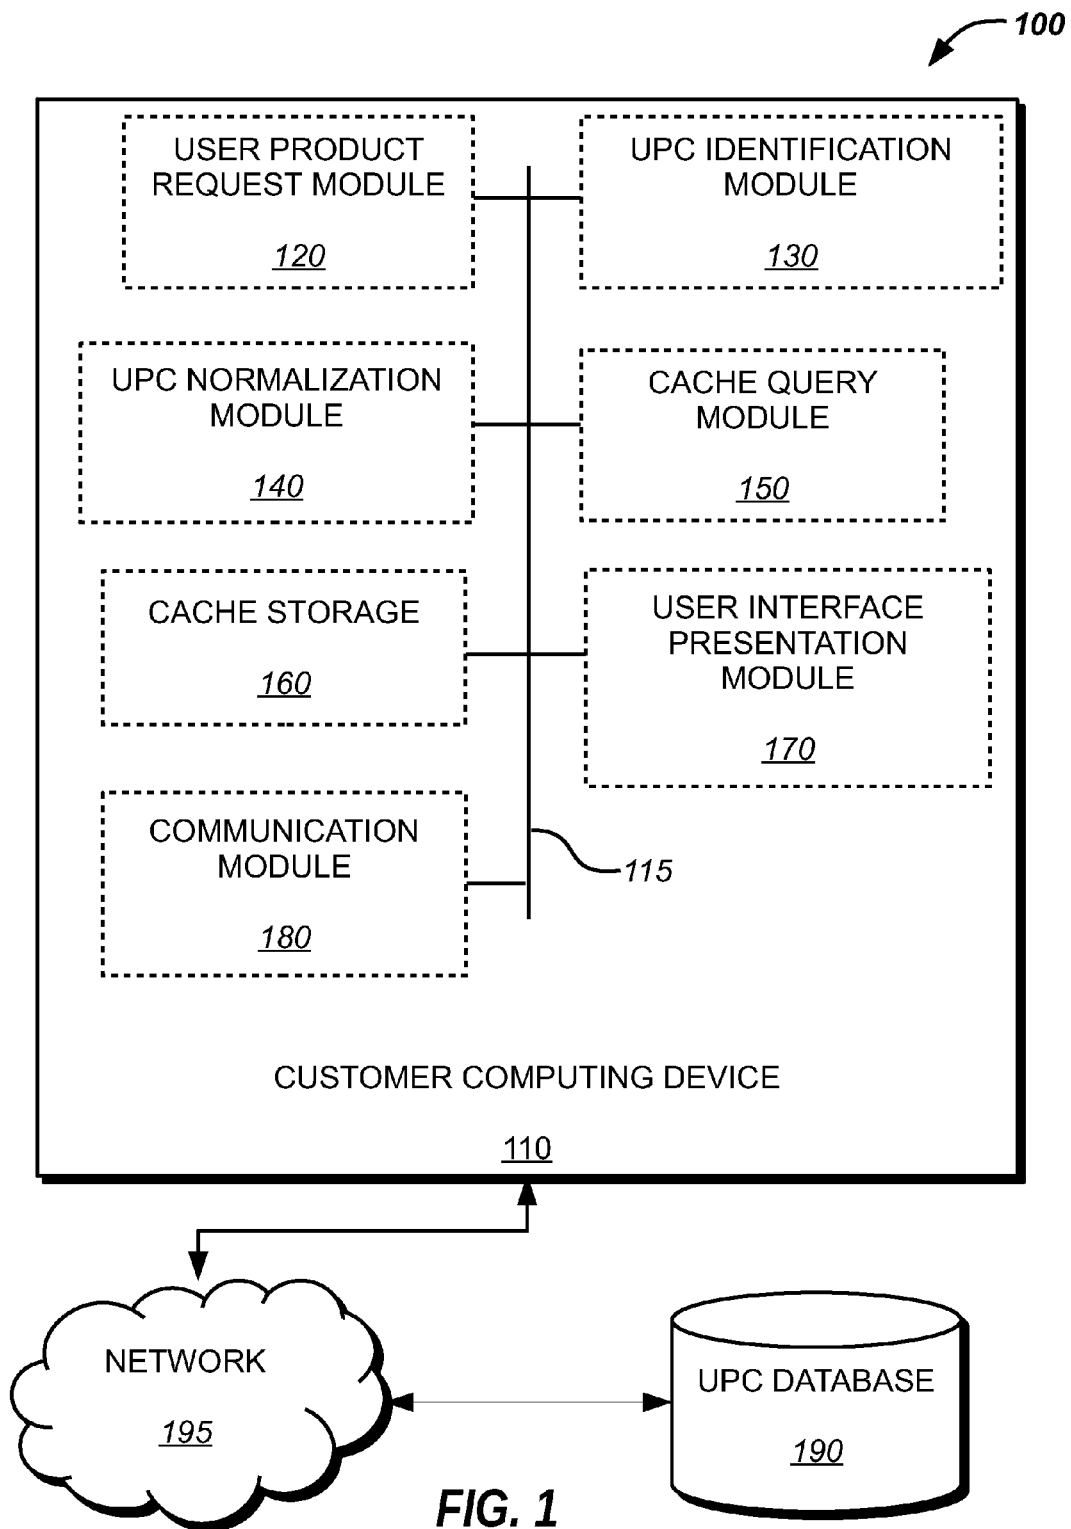 100
USER PRODUCT
REQUEST MODULE
120
UPC IDENTIFICATION
MODULE
130
UPC NORMALIZATION
MODULE
140
CACHE QUERY
MODULE
150
CACHE STORAGE
160
USER INTERFACE
PRESENTATION
MODULE
170
COMMUNICATION
MODULE
180
115
CUSTOMER COMPUTING DEVICE
110
NETWORK
195
UPC DATABASE
190
FIG. 1